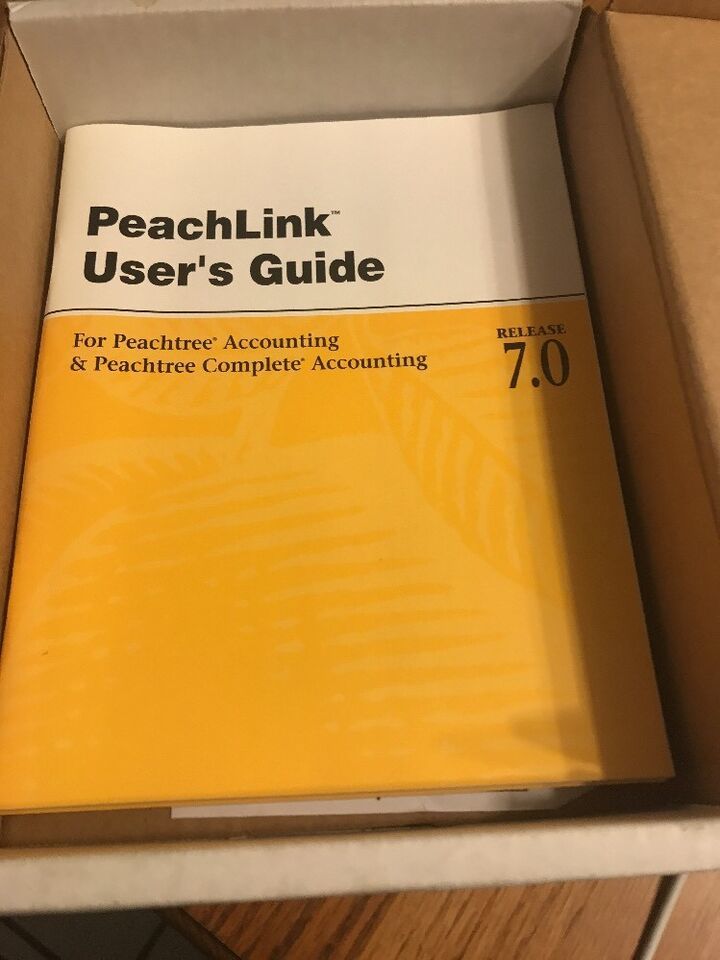 PeachLink™
User's Guide
For Peachtree® Accounting
& Peachtree Complete® Accounting
RELEASE
7.0